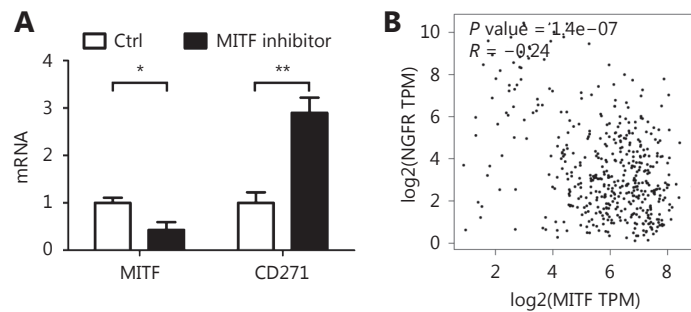 A
Ctrl
MITF inhibitor
mRNA
4
3
2
1
0
*
**
MITF
CD271
B
P value = 1.4e−07
R = −0.24
log2(NGFR TPM)
10
8
6
4
2
0
2
4
6
8
log2(MITF TPM)